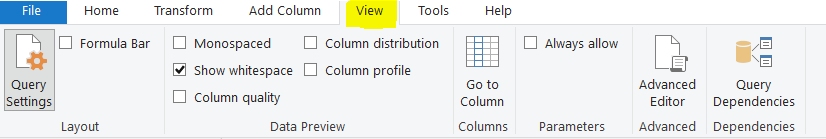 File Home Transform Add Column View Tools Help
Formula Bar Monospaced Column distribution Always allow
Show whitespace Column profile
Query Settings Column quality Go to Column Advanced Editor Query Dependencies
Layout Data Preview Columns Parameters Advanced Dependencies